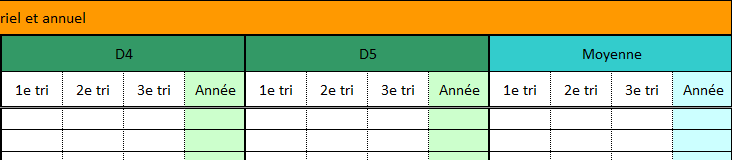 riel et annuel
D4 D5 Moyenne
1e tri 2e tri 3e tri Année 1e tri 2e tri 3e tri Année 1e tri 2e tri 3e tri Année